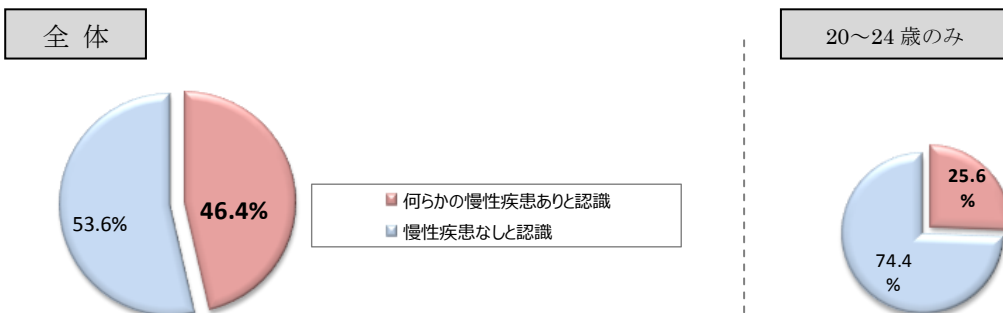 全 体
20～24 歳のみ
53.6%
46.4%
何らかの慢性疾患ありと認識
慢性疾患なしと認識
25.6
%
74.4
%